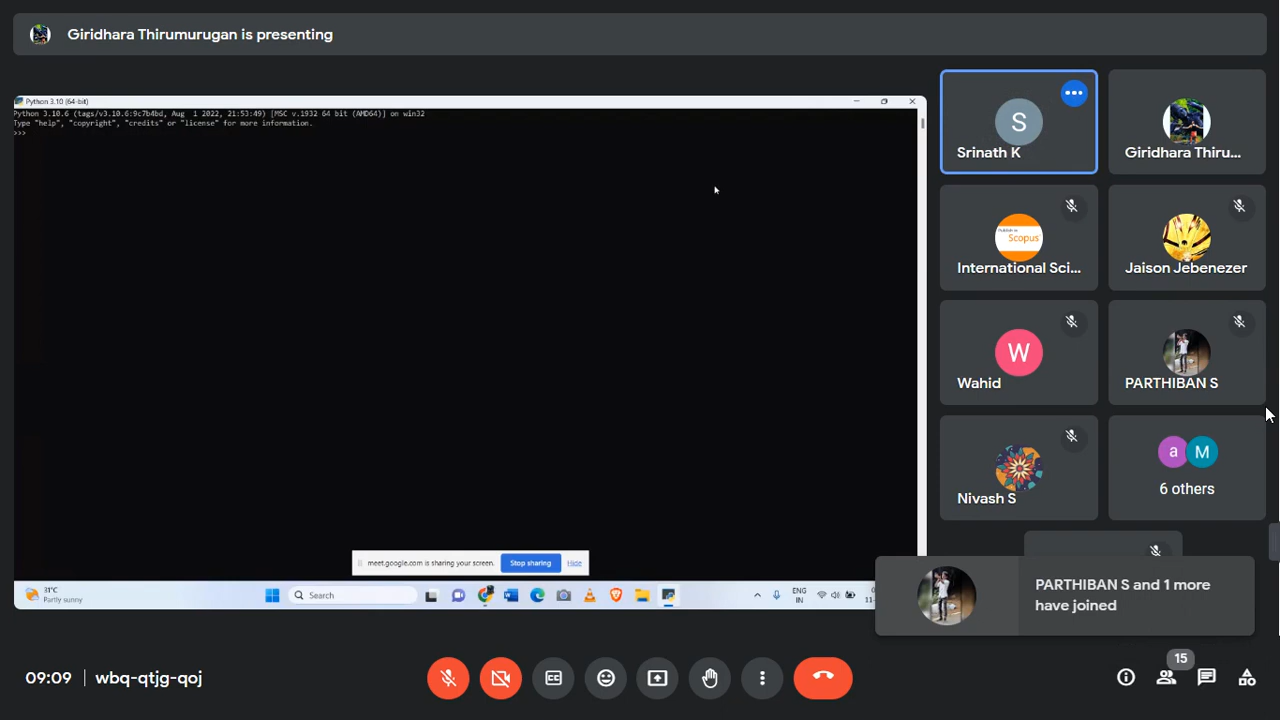 Giridhara Thirumurugan is presenting
Python 3.10 (64-bit)
Python 3.10.6 (tags/v3.10.6:9c7b4bd, Aug 1 2022, 21:53:49) [MSC v.1932 64 bit (AMD64)] on win32
Type "help", "copyright", "credits" or "license" for more information.
>>>
S
Srinath K
Giridhara Thiru...
Scopus
International Sci...
Jaison Jebenezer
W
Wahid
PARTHIBAN S
Nivash S
a M
6 others
meet.google.com is sharing your screen.
Stop sharing
Hide
31°C
Partly sunny
Search
ENG
IN
PARTHIBAN S and 1 more
have joined
09:09 | wbq-qtjg-qoj
15